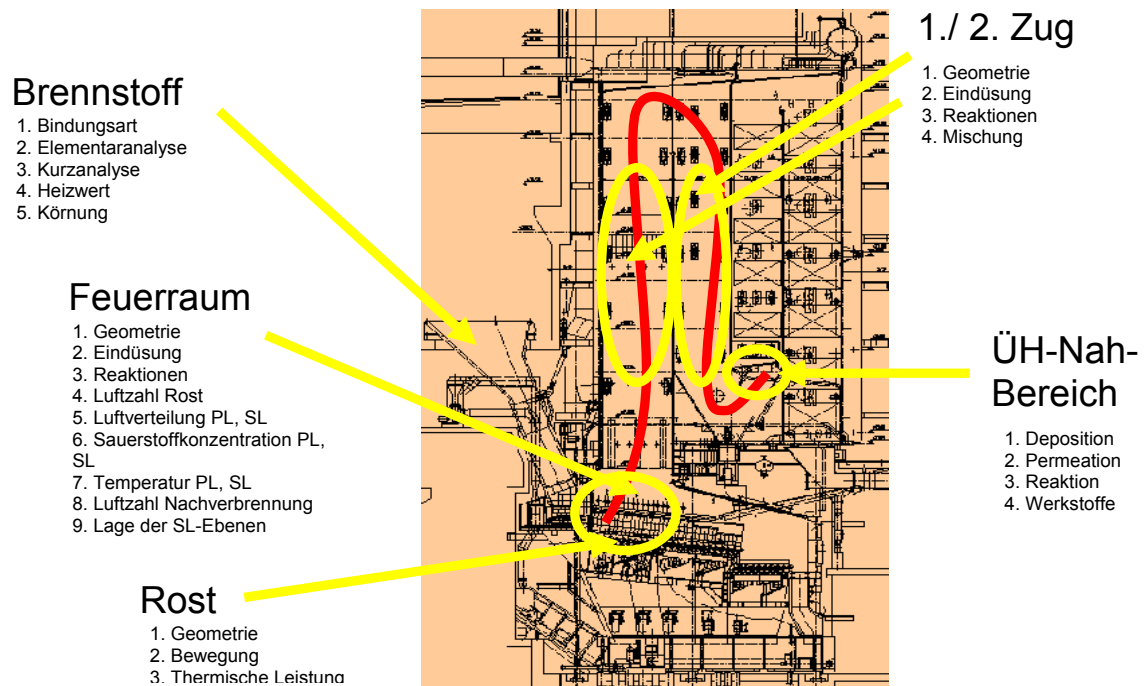 Brennstoff
1. Bindungsart
2. Elementaranalyse
3. Kurzanalyse
4. Heizwert
5. Körnung
Feuerraum
1. Geometrie
2. Eindüsung
3. Reaktionen
4. Luftzahl Rost
5. Luftverteilung PL, SL
6. Sauerstoffkonzentration PL,
SL
7. Temperatur PL, SL
8. Luftzahl Nachverbrennung
9. Lage der SL-Ebenen
Rost
1. Geometrie
2. Bewegung
3. Thermische Leistung
1./ 2. Zug
1. Geometrie
2. Eindüsung
3. Reaktionen
4. Mischung
ÜH-Nah-
Bereich
1. Deposition
2. Permeation
3. Reaktion
4. Werkstoffe